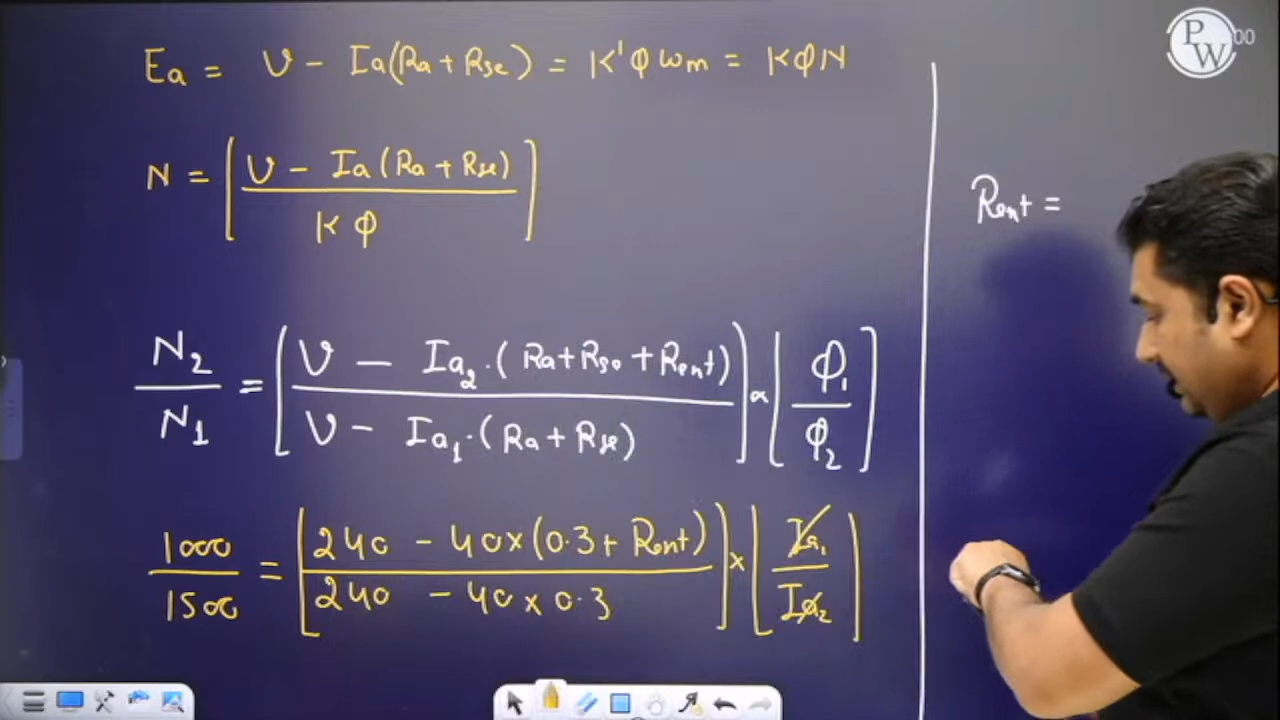 Ea = V - Ia(Ra + Rse) = K'φωm = KφN
N = [V - Ia(Ra + Rse) / Kφ]
N2/N1 = [V - Ia2·(Ra+Rse+Rext) / V - Ia1·(Ra+Rse)] × [φ1/φ2]
1000/1500 = [240 - 40×(0.3+Rext) / 240 - 40×0.3] × [Ia1/Ia2]
Rext =
PW
00